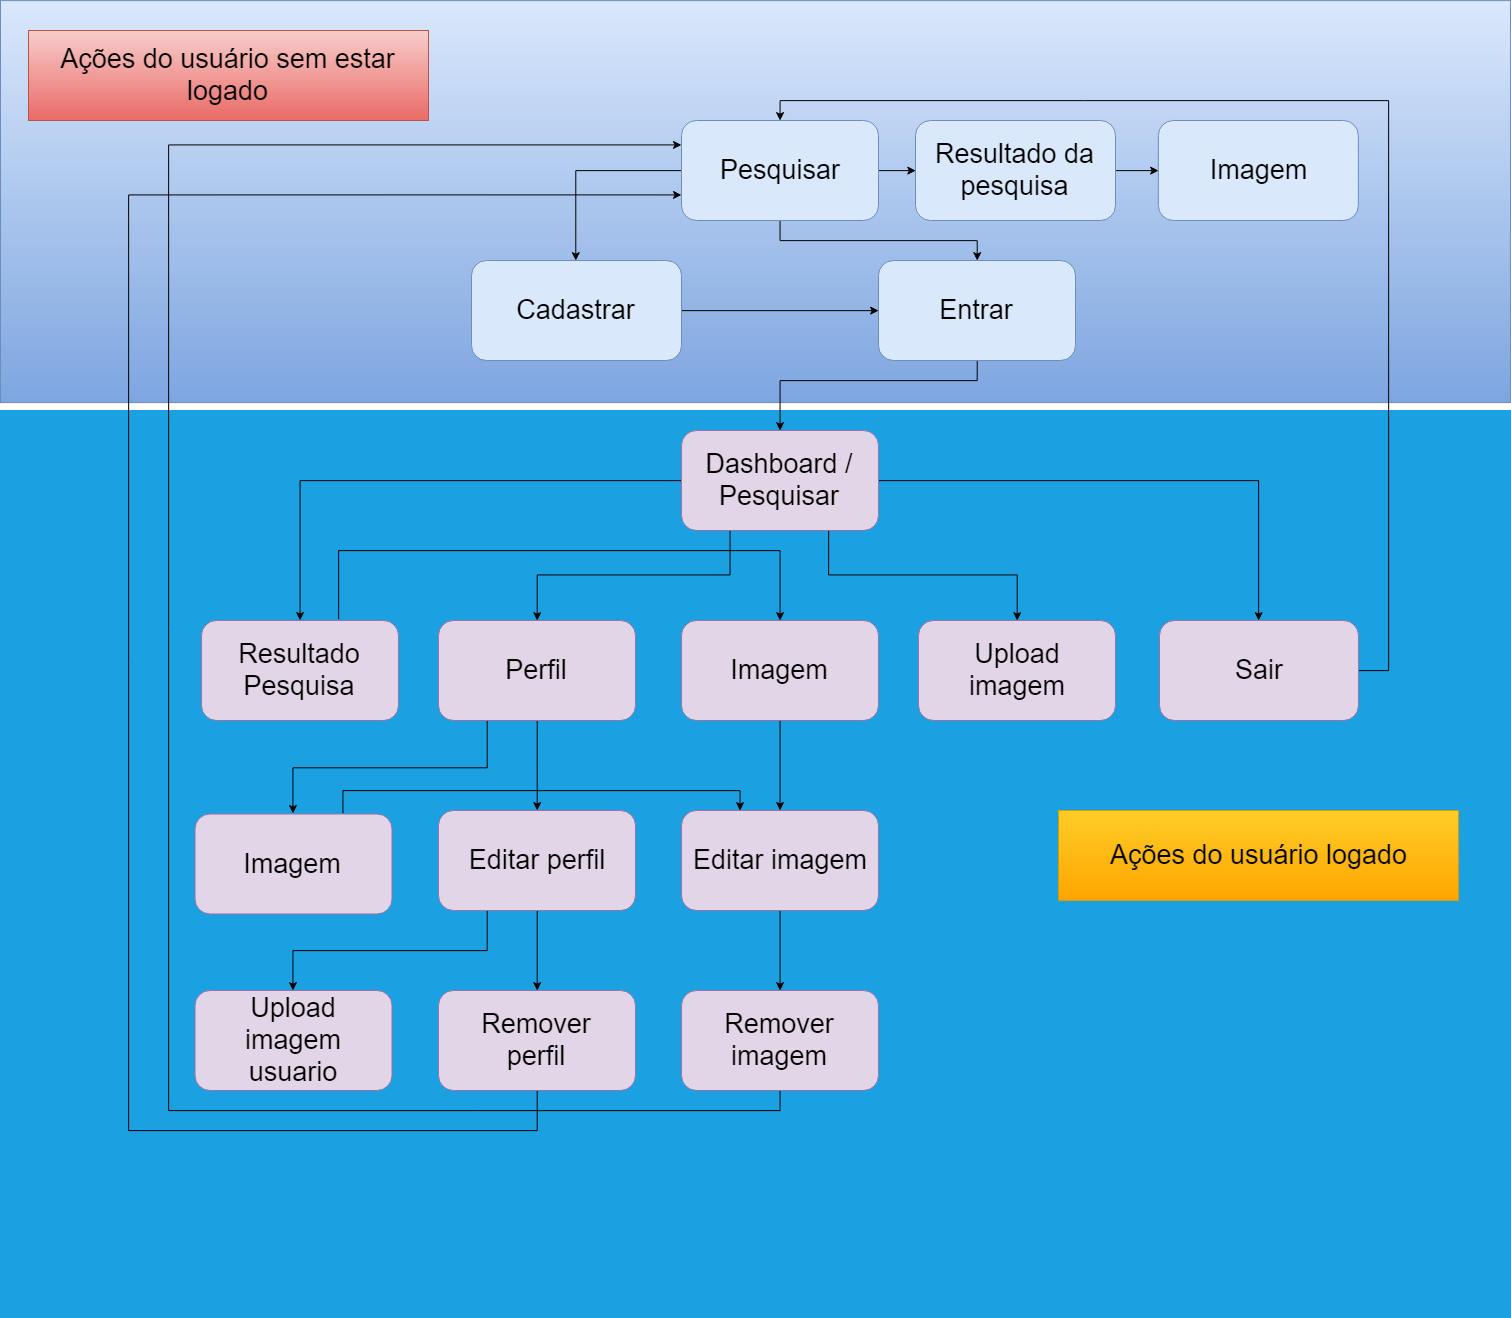 Ações do usuário sem estar
logado
Pesquisar
Resultado da
pesquisa
Imagem
Cadastrar
Entrar
Dashboard /
Pesquisar
Resultado
Pesquisa
Perfil
Imagem
Upload
imagem
Sair
Imagem
Editar perfil
Editar imagem
Ações do usuário logado
Upload
imagem
usuario
Remover
perfil
Remover
imagem